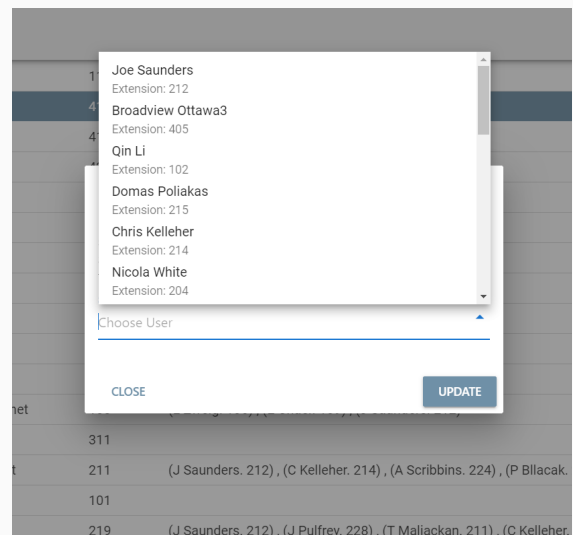 Joe Saunders
Extension: 212
Broadview Ottawa3
Extension: 405
Qin Li
Extension: 102
Domas Poliakas
Extension: 215
Chris Kelleher
Extension: 214
Nicola White
Extension: 204
Choose User
CLOSE
UPDATE
311
211 (J Saunders. 212) , (C Kelleher. 214) , (A Scribbins. 224) , (P Bllacak.
101
219 (J Saunders. 212) , (J Pulfrey. 228) , (T Maliackan. 211) , (C Kelleher.